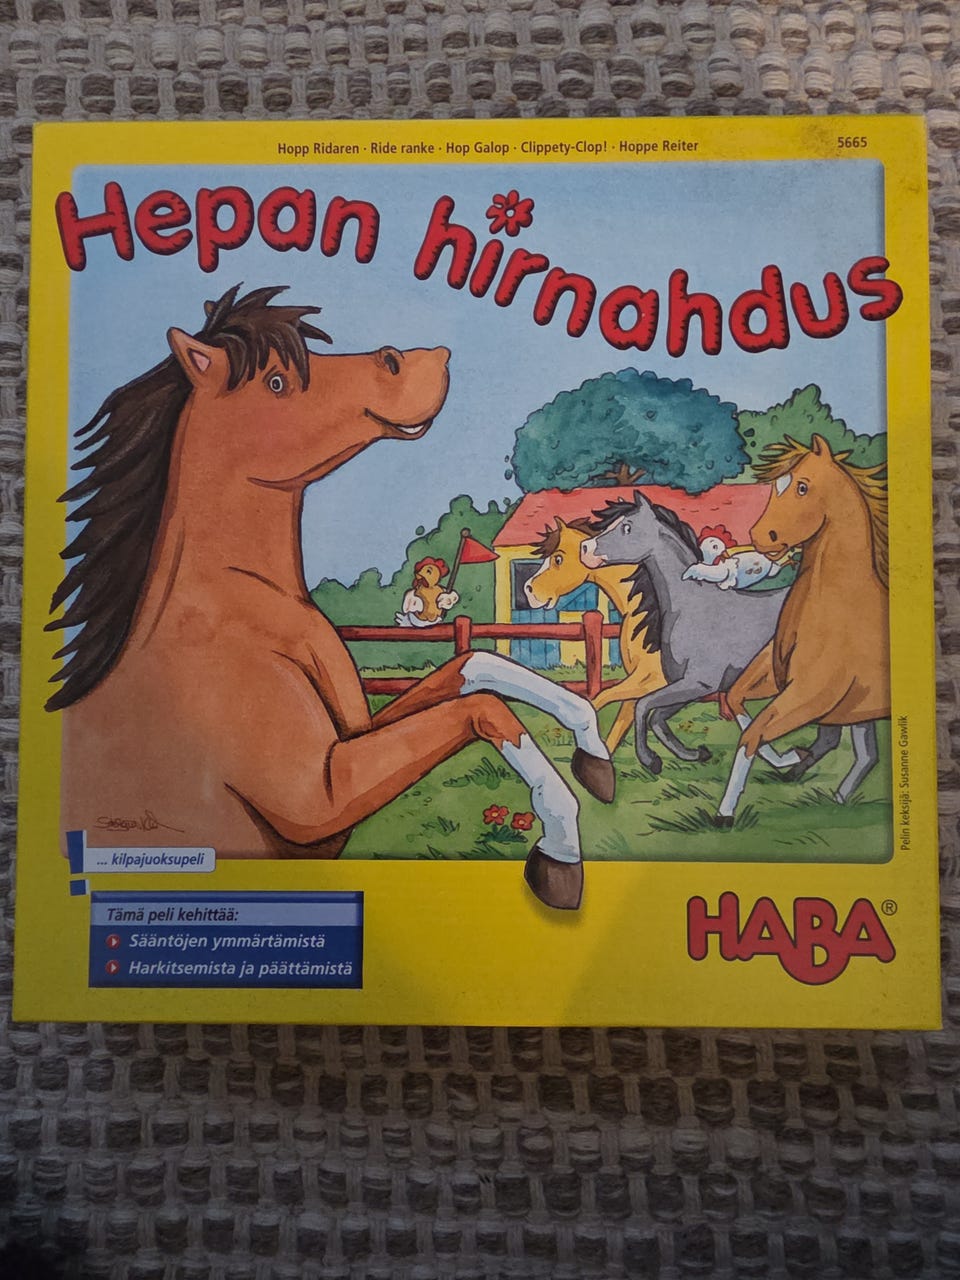 Hopp Ridaren · Ride ranke · Hop Galop · Clippety-Clop! · Hoppe Reiter
5665
Hepan hirnahdus
Pelin keksijä: Susanne Gawlik
... kilpajuoksupeli
Tämä peli kehittää:
Sääntöjen ymmärtämistä
Harkitsemista ja päättämistä
HABA®